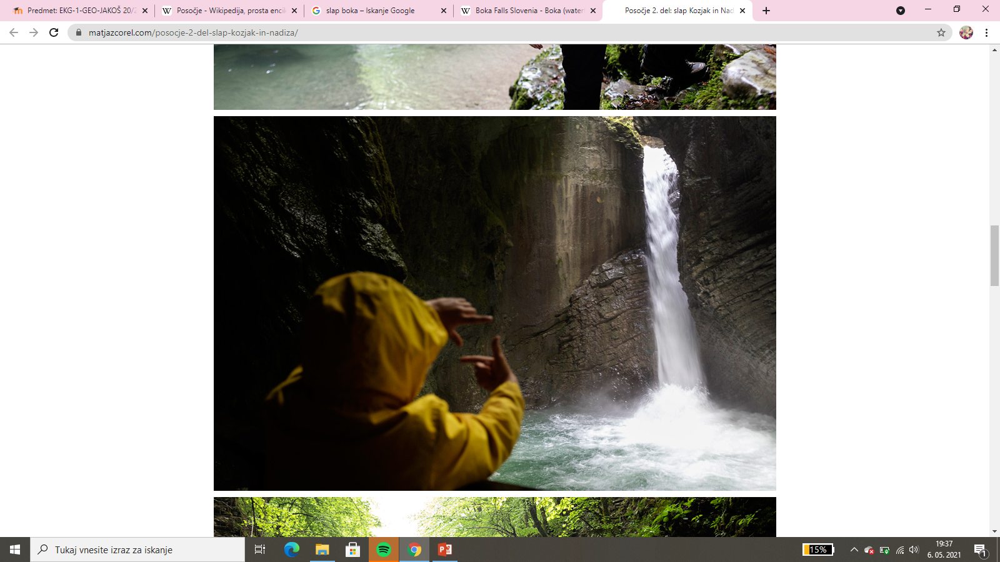 Predmet: EKG-1-GEO-JAKOŠ 20/2
Posočje - Wikipedija, prosta encik
slap boka – Iskanje Google
Boka Falls Slovenia - Boka (water
Posočje 2. del: slap Kozjak in Nad
matjazcorel.com/posocje-2-del-slap-kozjak-in-nadiza/
Tukaj vnesite izraz za iskanje
15%
19:37
6. 05. 2021
1